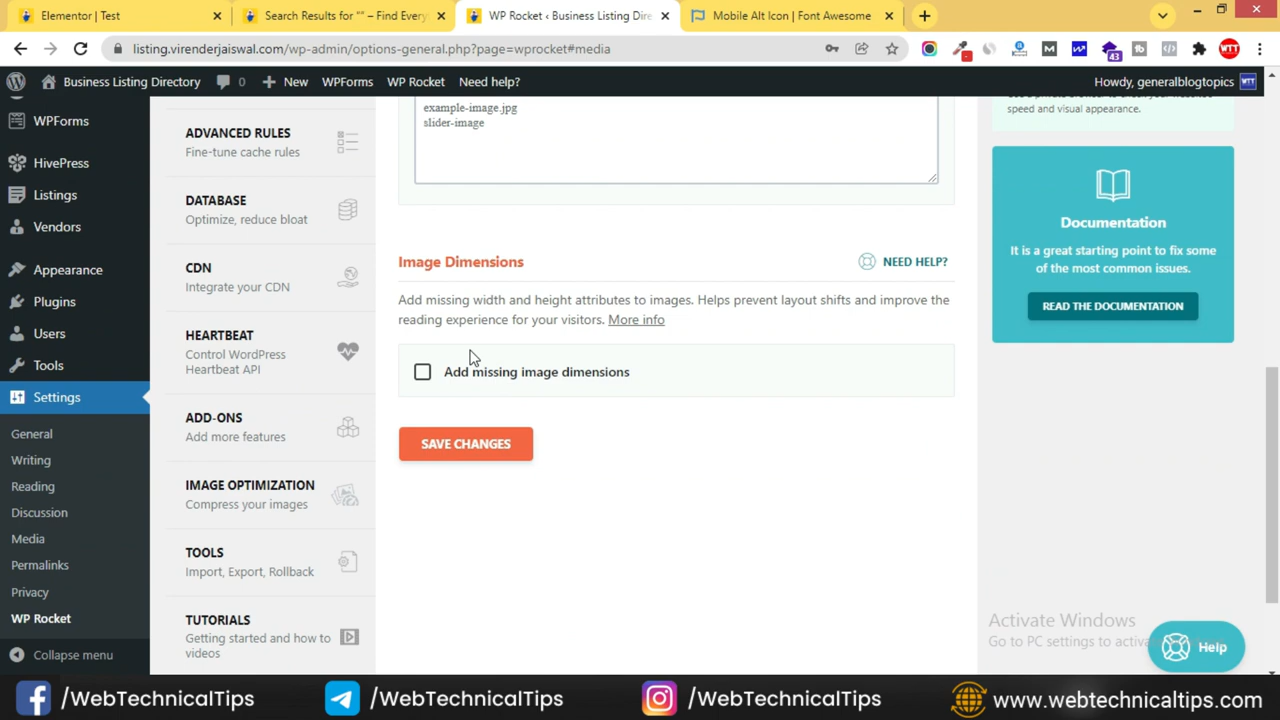 Elementor | Test
Search Results for “” – Find Every
WP Rocket ‹ Business Listing Dire
Mobile Alt Icon | Font Awesome
listing.virenderjaiswal.com/wp-admin/options-general.php?page=wprocket#media
43
WTT
Business Listing Directory
0
New
WPForms
WP Rocket
Need help?
Howdy, generalblogtopics
WTT
WPForms
HivePress
Listings
Vendors
Appearance
Plugins
Users
Tools
Settings
General
Writing
Reading
Discussion
Media
Permalinks
Privacy
WP Rocket
Collapse menu
ADVANCED RULES
Fine-tune cache rules
DATABASE
Optimize, reduce bloat
CDN
Integrate your CDN
HEARTBEAT
Control WordPress
Heartbeat API
ADD-ONS
Add more features
IMAGE OPTIMIZATION
Compress your images
TOOLS
Import, Export, Rollback
TUTORIALS
Getting started and how to
videos
example-image.jpg
slider-image
Image Dimensions
NEED HELP?
Add missing width and height attributes to images. Helps prevent layout shifts and improve the
reading experience for your visitors. More info
Add missing image dimensions
SAVE CHANGES
speed and visual appearance.
Documentation
It is a great starting point to fix some
of the most common issues.
READ THE DOCUMENTATION
Activate Windows
Go to PC settings to activa
Help
/WebTechnicalTips
/WebTechnicalTips
/WebTechnicalTips
www.webtechnicaltips.com